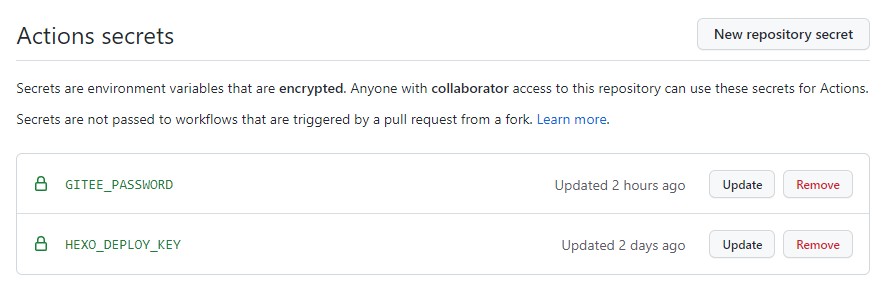 Actions secrets
New repository secret
Secrets are environment variables that are encrypted. Anyone with collaborator access to this repository can use these secrets for Actions.
Secrets are not passed to workflows that are triggered by a pull request from a fork. Learn more.
GITEE_PASSWORD Updated 2 hours ago Update Remove
HEXO_DEPLOY_KEY Updated 2 days ago Update Remove